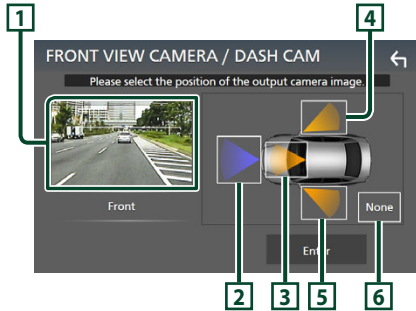 1
4
FRONT VIEW CAMERA / DASH CAM
Please select the position of the output camera image.
Front
None
Enter
2
3
5
6